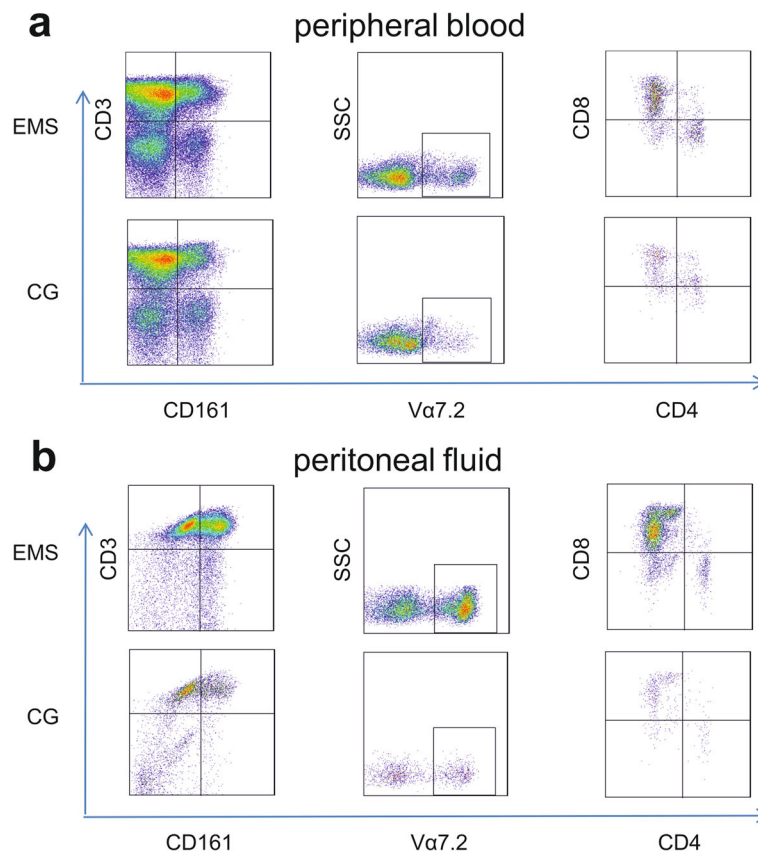 a
peripheral blood
EMS
CD3
SSC
CD8
CG
CD161
Vα7.2
CD4
b
peritoneal fluid
EMS
CD3
SSC
CD8
CG
CD161
Vα7.2
CD4